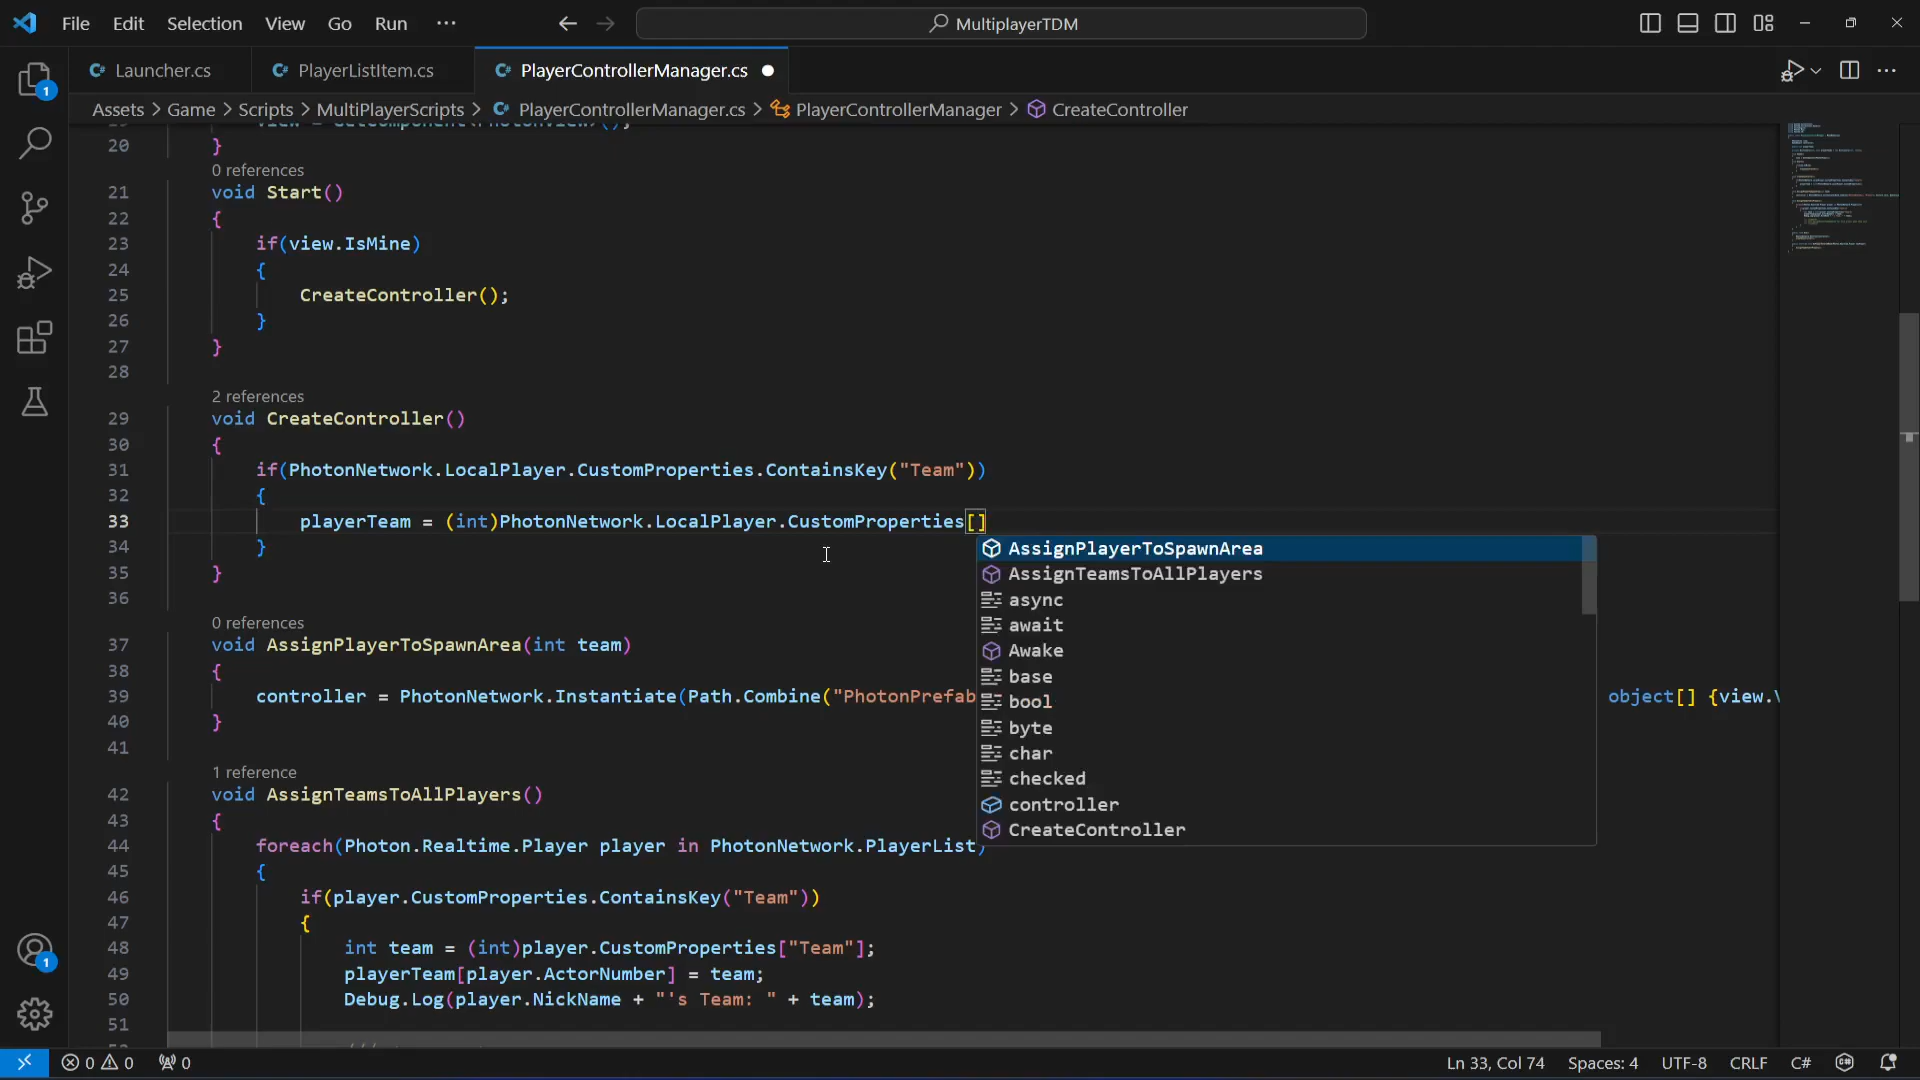 File Edit Selection View Go Run ··· MultiplayerTDM
Launcher.cs PlayerListItem.cs PlayerControllerManager.cs
Assets > Game > Scripts > MultiPlayerScripts > PlayerControllerManager.cs > PlayerControllerManager > CreateController
20 }
0 references
21 void Start()
22 {
23 if(view.IsMine)
24 {
25 CreateController();
26 }
27 }
28
2 references
29 void CreateController()
30 {
31 if(PhotonNetwork.LocalPlayer.CustomProperties.ContainsKey("Team"))
32 {
33 playerTeam = (int)PhotonNetwork.LocalPlayer.CustomProperties[]
34 }
AssignPlayerToSpawnArea
35 }
AssignTeamsToAllPlayers
36
async
0 references
await
37 void AssignPlayerToSpawnArea(int team)
Awake
38 {
base
39 controller = PhotonNetwork.Instantiate(Path.Combine("PhotonPrefab object[] {view.
bool
40 }
byte
41
char
1 reference
checked
42 void AssignTeamsToAllPlayers()
controller
43 {
CreateController
44 foreach(Photon.Realtime.Player player in PhotonNetwork.PlayerList)
45 {
46 if(player.CustomProperties.ContainsKey("Team"))
47 {
48 int team = (int)player.CustomProperties["Team"];
49 playerTeam[player.ActorNumber] = team;
50 Debug.Log(player.NickName + "'s Team: " + team);
51
0 0 0 Ln 33, Col 74 Spaces: 4 UTF-8 CRLF C#